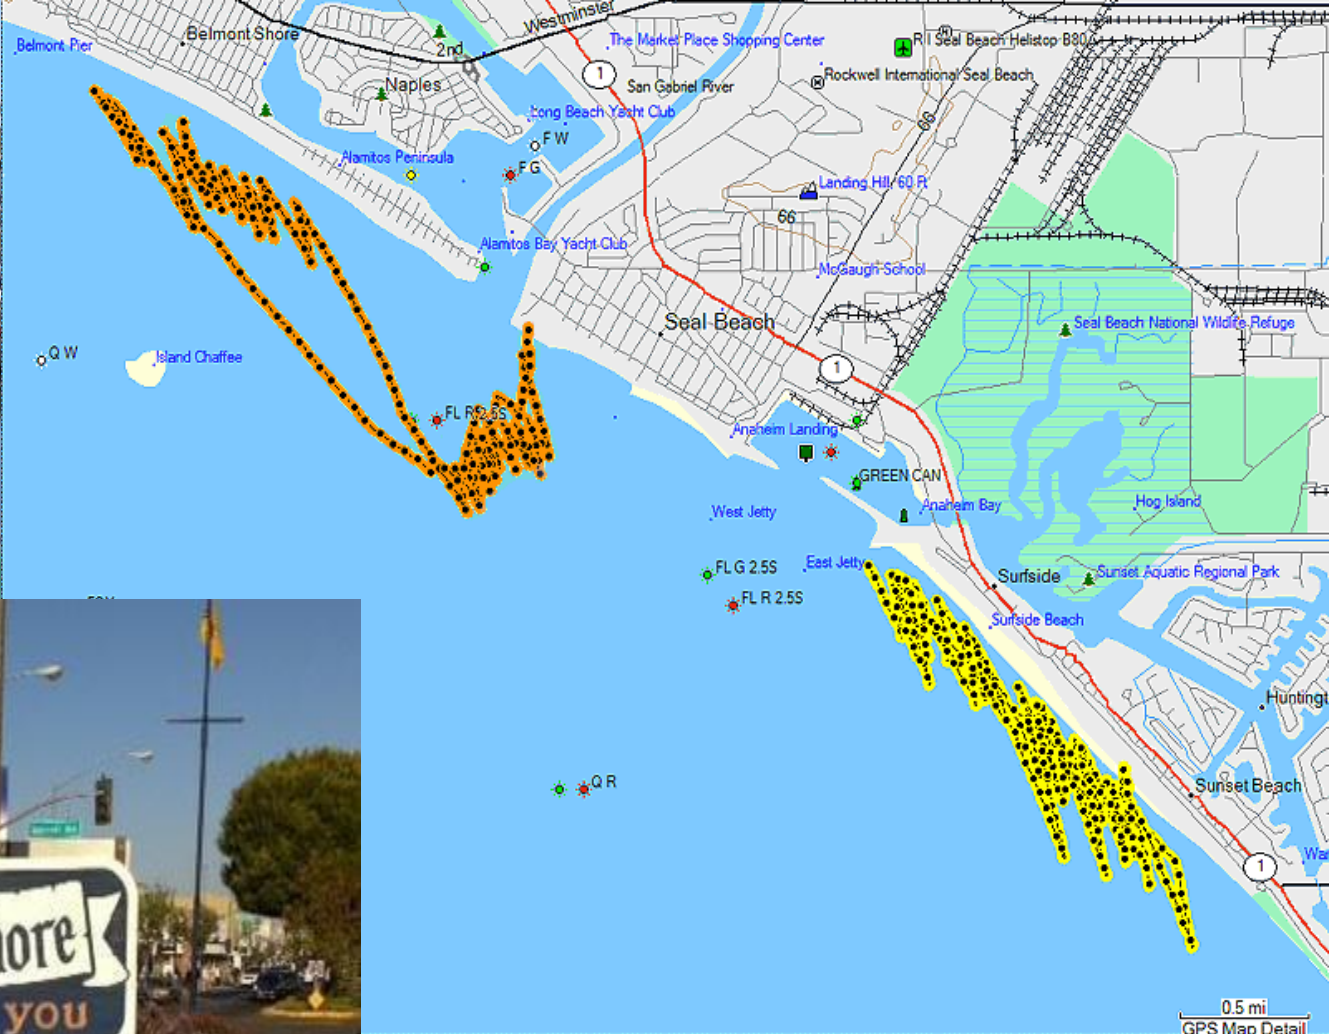 Westminster
Belmont Shore
The Market Place Shopping Center
Belmont Pier
2nd
R I Seal Beach Helistop B80
1
Rockwell International Seal Beach
Naples
San Gabriel River
Long Beach Yacht Club
66
F W
Alamitos Peninsula
F G
Landing Hill/60 Ft
66
Alamitos Bay Yacht Club
McGaugh School
Seal Beach
Seal Beach National Wildlife Refuge
Q W
Island Chaffee
1
FL R 2.5S
Anaheim Landing
GREEN CAN
Hog Island
Anaheim Bay
West Jetty
FL G 2.5S
East Jetty
Surfside
Sunset Aquatic Regional Park
FL R 2.5S
Surfside Beach
Huntingt
Q R
Sunset Beach
Wa
1
ore
you
0.5 mi
GPS Map Detail